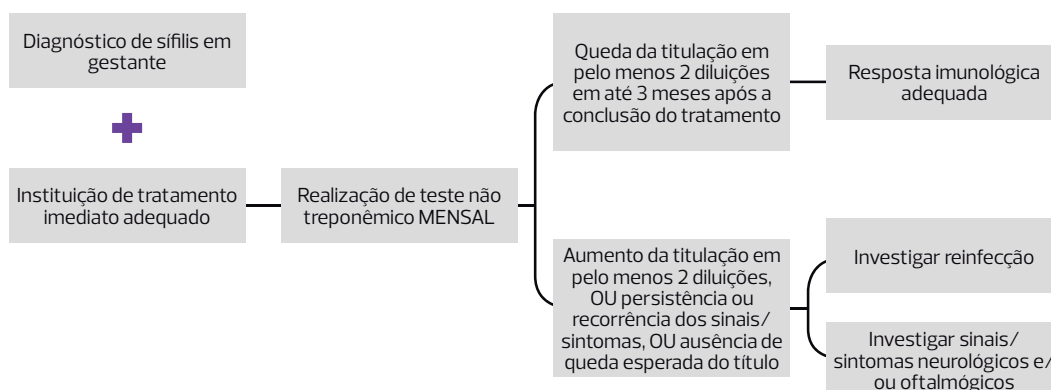 Diagnóstico de sífilis em
gestante
Instituição de tratamento
imediato adequado
Realização de teste não
treponêmico MENSAL
Queda da titulação em
pelo menos 2 diluições
em até 3 meses após a
conclusão do tratamento
Resposta imunológica
adequada
Aumento da titulação em
pelo menos 2 diluições,
OU persistência ou
recorrência dos sinais/
sintomas, OU ausência de
queda esperada do título
Investigar reinfecção
Investigar sinais/
sintomas neurológicos e/
ou oftalmógicos